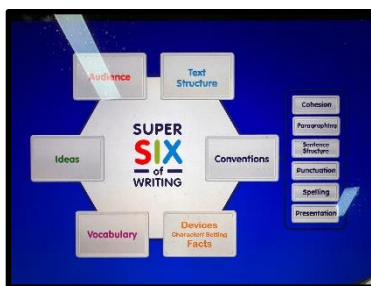 Audience
Text
Structure
Cohesion
Paragraphing
Sentence
Structure
Punctuation
Spelling
Presentation
Ideas
SUPER
SIX
of
WRITING
Conventions
Vocabulary
Devices
Character/Setting
Facts